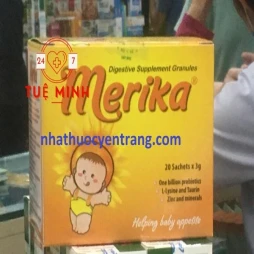 24 7
TUỆ MINH
Digestive Supplement Granules
merika®
nhathuocyentrang.com
20 Sachets x 3g
One billion probiotics
L-Lysine and Taurin
Zinc and minerals
Helping baby appetite